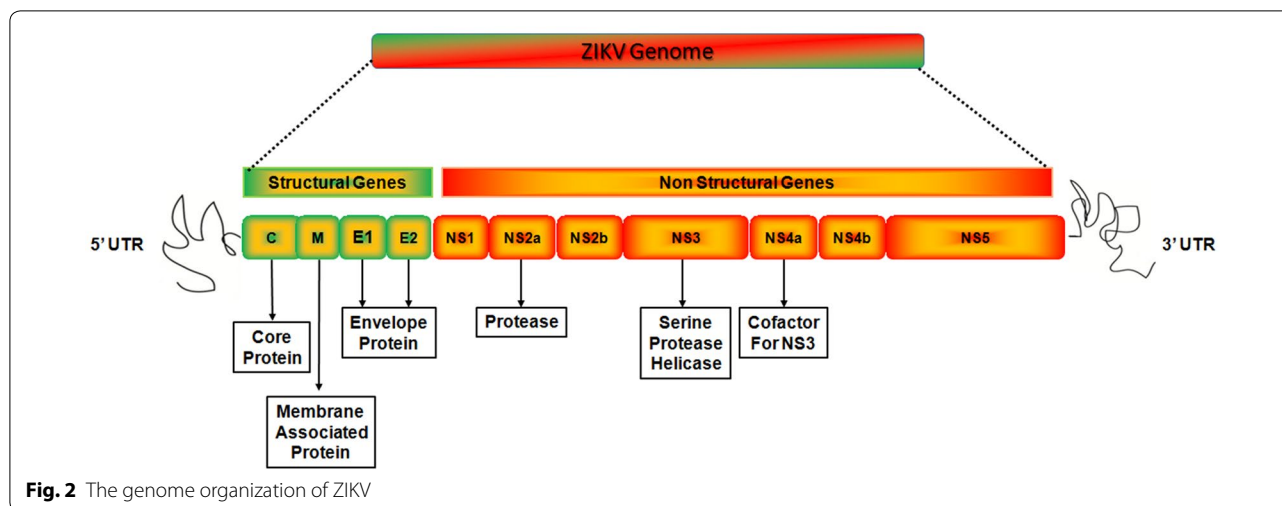 ZIKV Genome
Structural Genes
Non Structural Genes
5' UTR
C
M
E1
E2
NS1
NS2a
NS2b
NS3
NS4a
NS4b
NS5
3' UTR
Core
Protein
Membrane
Associated
Protein
Envelope
Protein
Protease
Serine
Protease
Helicase
Cofactor
For NS3
Fig. 2 The genome organization of ZIKV